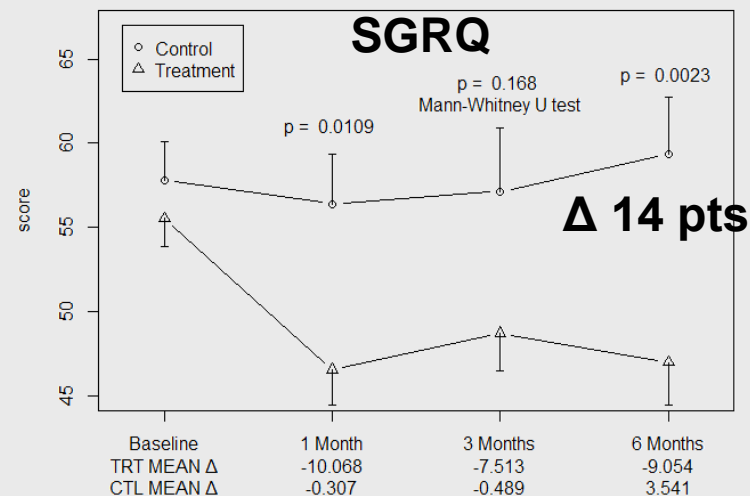 SGRQ
Control
Treatment
p = 0.0109
p = 0.168
Mann-Whitney U test
p = 0.0023
Δ 14 pts
score
65
60
55
50
45
Baseline 1 Month 3 Months 6 Months
TRT MEAN Δ -10.068 -7.513 -9.054
CTL MEAN Δ -0.307 -0.489 3.541